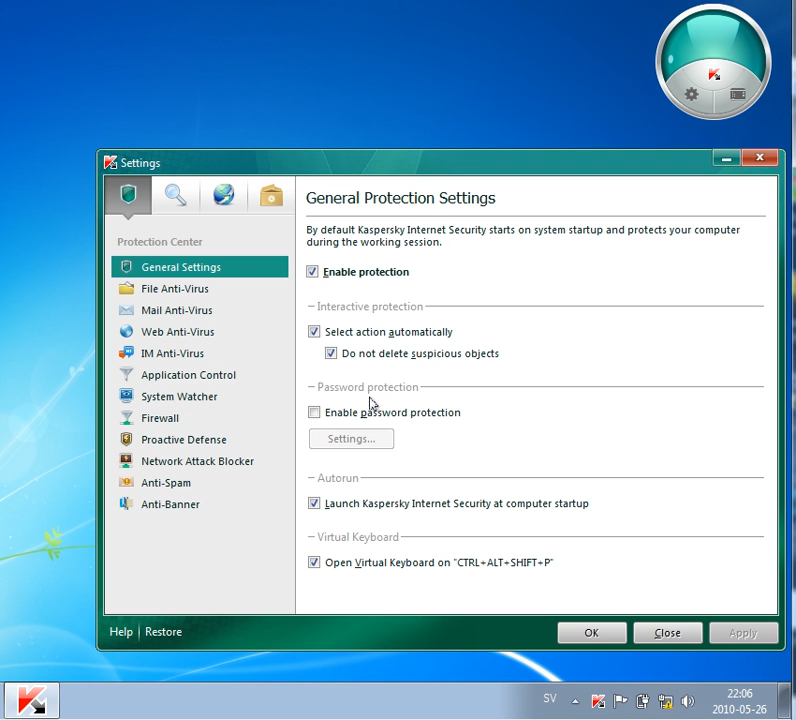 Settings
General Protection Settings
By default Kaspersky Internet Security starts on system startup and protects your computer
during the working session.
Protection Center
General Settings
File Anti-Virus
Mail Anti-Virus
Web Anti-Virus
IM Anti-Virus
Application Control
System Watcher
Firewall
Proactive Defense
Network Attack Blocker
Anti-Spam
Anti-Banner
Enable protection
Interactive protection
Select action automatically
Do not delete suspicious objects
Password protection
Enable password protection
Settings...
Autorun
Launch Kaspersky Internet Security at computer startup
Virtual Keyboard
Open Virtual Keyboard on "CTRL+ALT+SHIFT+P"
Help | Restore
OK
Close
Apply
SV
22:06
2010-05-26